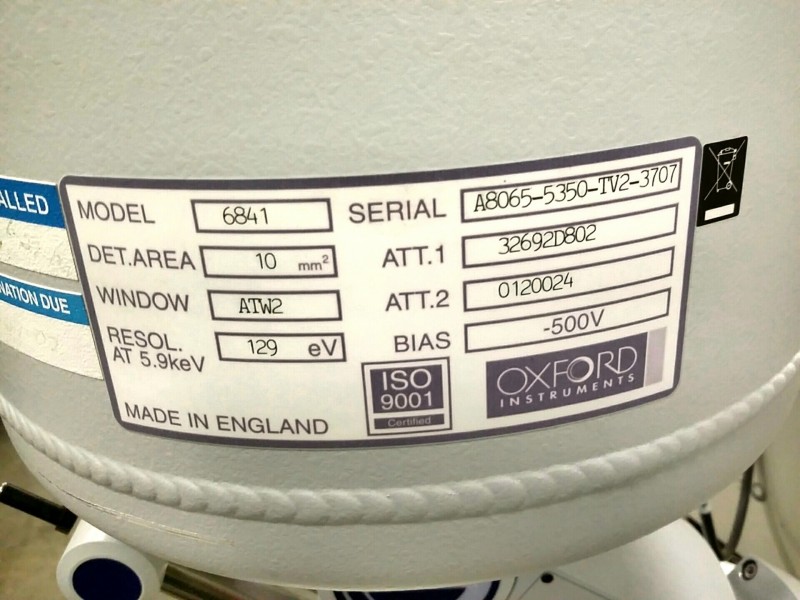 ALLED
NATION DUE
MODEL 6841
DET.AREA 10 mm²
WINDOW ATW2
RESOL. AT 5.9keV 129 eV
MADE IN ENGLAND
SERIAL A8065-5350-TV2-3707
ATT.1 32692D802
ATT.2 0120024
BIAS -500V
ISO
9001
Certified
OXFORD
INSTRUMENTS